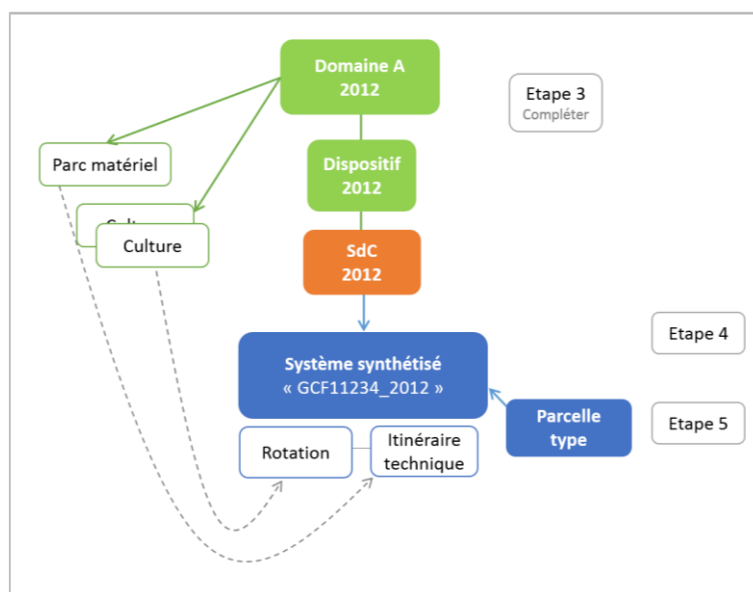 Domaine A
2012
Etape 3
Compléter
Parc matériel
Dispositif
2012
Culture
SdC
2012
Système synthétisé
« GCF11234_2012 »
Etape 4
Parcelle
type
Etape 5
Rotation
Itinéraire
technique